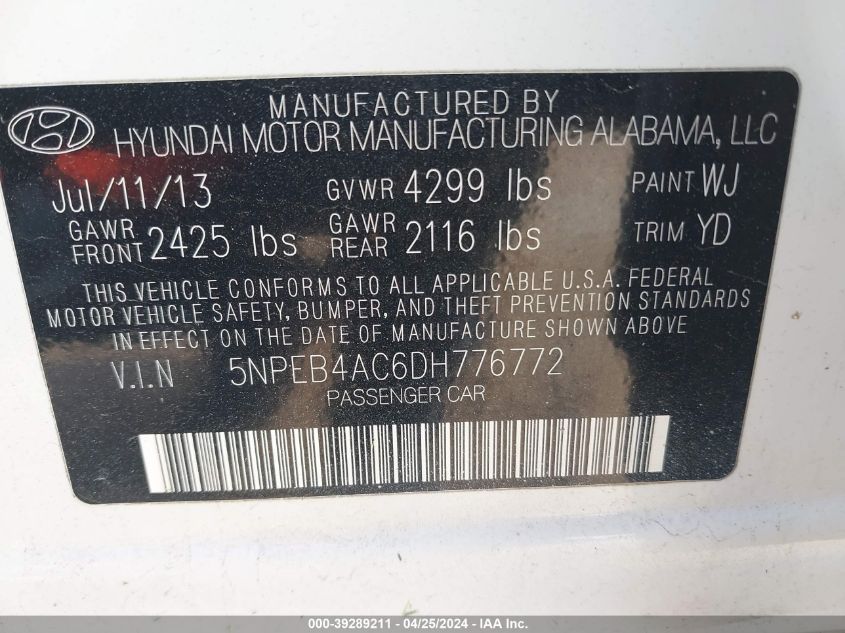 MANUFACTURED BY
HYUNDAI MOTOR MANUFACTURING ALABAMA, LLC
Jul/11/13 GVWR 4299 lbs PAINT WJ
GAWR FRONT 2425 lbs GAWR REAR 2116 lbs TRIM YD
THIS VEHICLE CONFORMS TO ALL APPLICABLE U.S.A. FEDERAL
MOTOR VEHICLE SAFETY, BUMPER, AND THEFT PREVENTION STANDARDS
IN EFFECT ON THE DATE OF MANUFACTURE SHOWN ABOVE
V.I.N 5NPEB4AC6DH776772
PASSENGER CAR
000-39289211 - 04/25/2024 - IAA Inc.